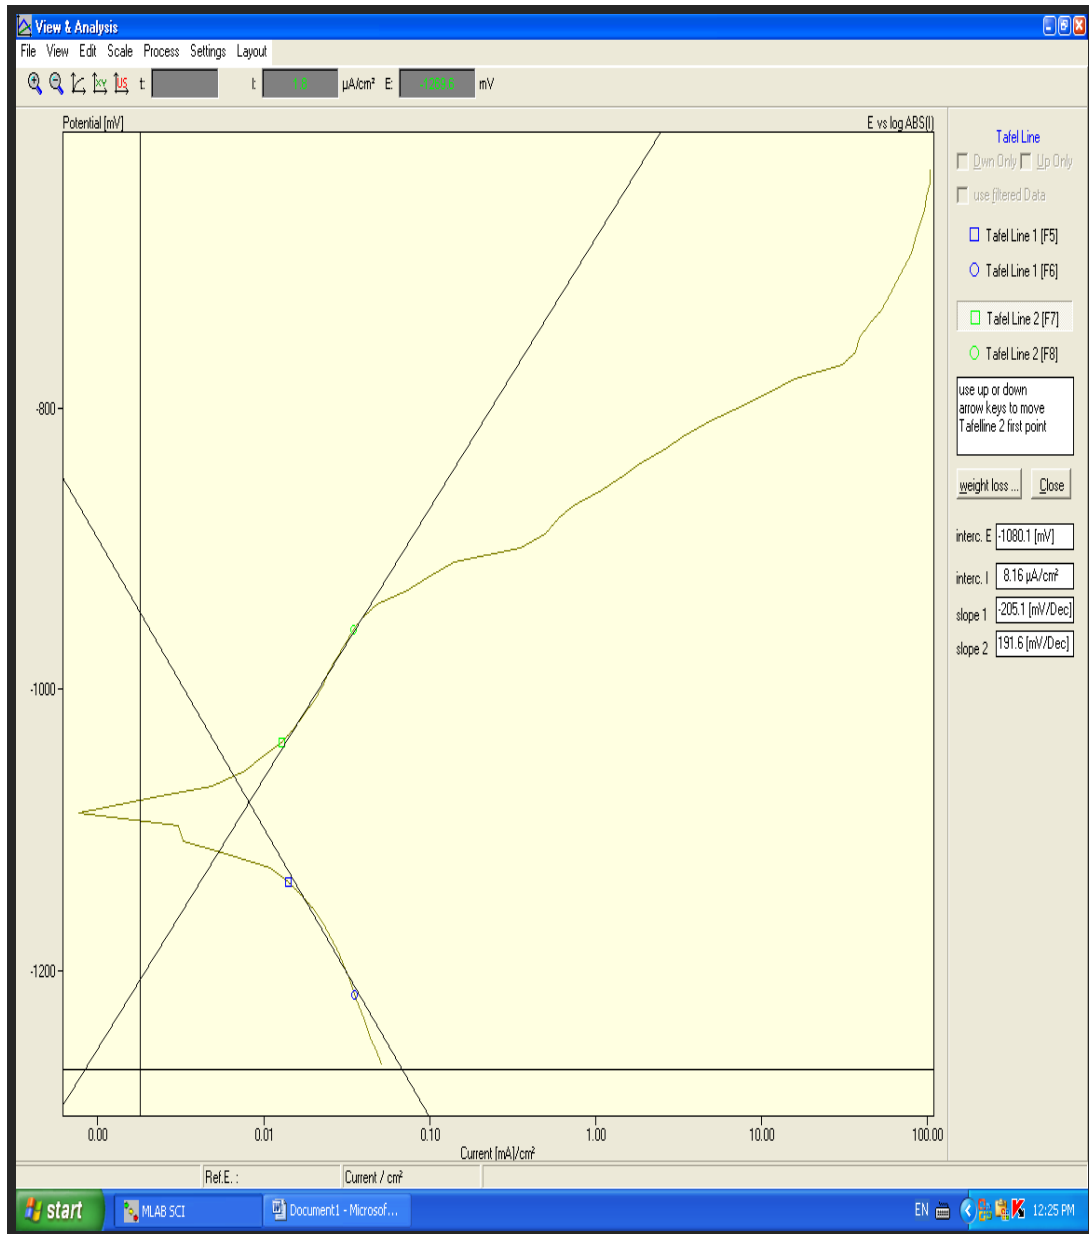 View & Analysis
File View Edit Scale Process Settings Layout
t: I: 1.8 µA/cm² E: mV
Potential [mV] E vs log ABS(I)
Tafel Line
Dwn Only Up Only
use filtered Data
Tafel Line 1 [F5]
Tafel Line 1 [F6]
Tafel Line 2 [F7]
Tafel Line 2 [F8]
use up or down
arrow keys to move
Tafelline 2 first point
weight loss ... Close
interc. E -1080.1 [mV]
interc. I 8.16 µA/cm²
slope 1 -205.1 [mV/Dec]
slope 2 191.6 [mV/Dec]
-800
-1000
-1200
0.00 0.01 0.10 1.00 10.00 100.00
Current [mA]/cm²
Ref.E. : Current / cm²
start MLAB SCI Document1 - Microsof... EN 12:25 PM